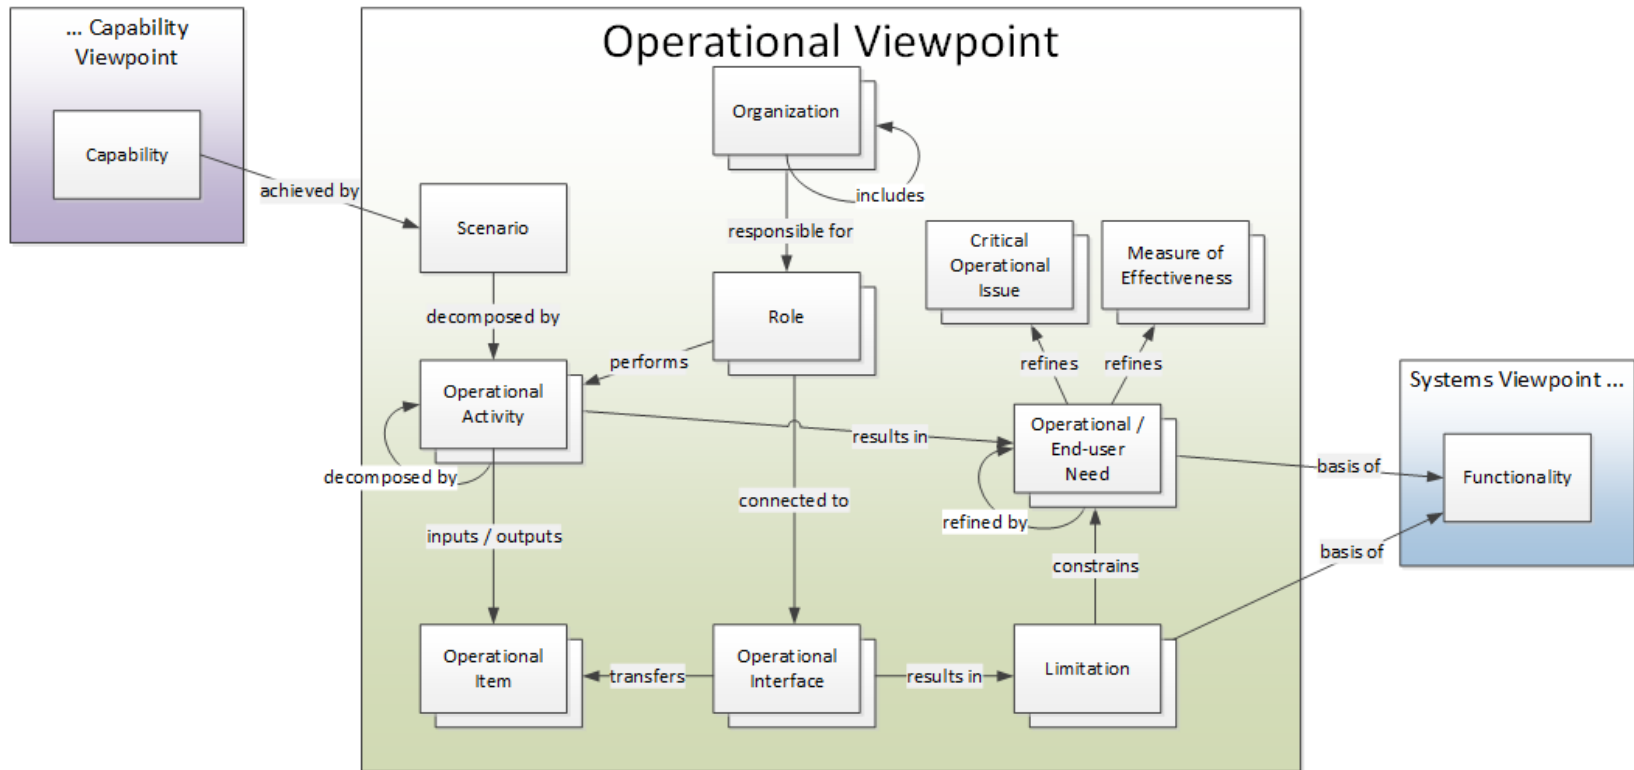 ... Capability
Viewpoint
Capability
achieved by
Operational Viewpoint
Organization
includes
responsible for
Scenario
decomposed by
Role
performs
Critical
Operational
Issue
Measure of
Effectiveness
refines
refines
Operational
Activity
decomposed by
results in
Operational /
End-user
Need
refined by
connected to
inputs / outputs
constrains
Operational
Item
transfers
Operational
Interface
results in
Limitation
basis of
basis of
Systems Viewpoint ...
Functionality